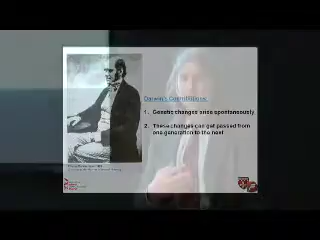 Darwin's Contributions:
1. Genetic changes arise spontaneously
2. These changes can get passed from
one generation to the next